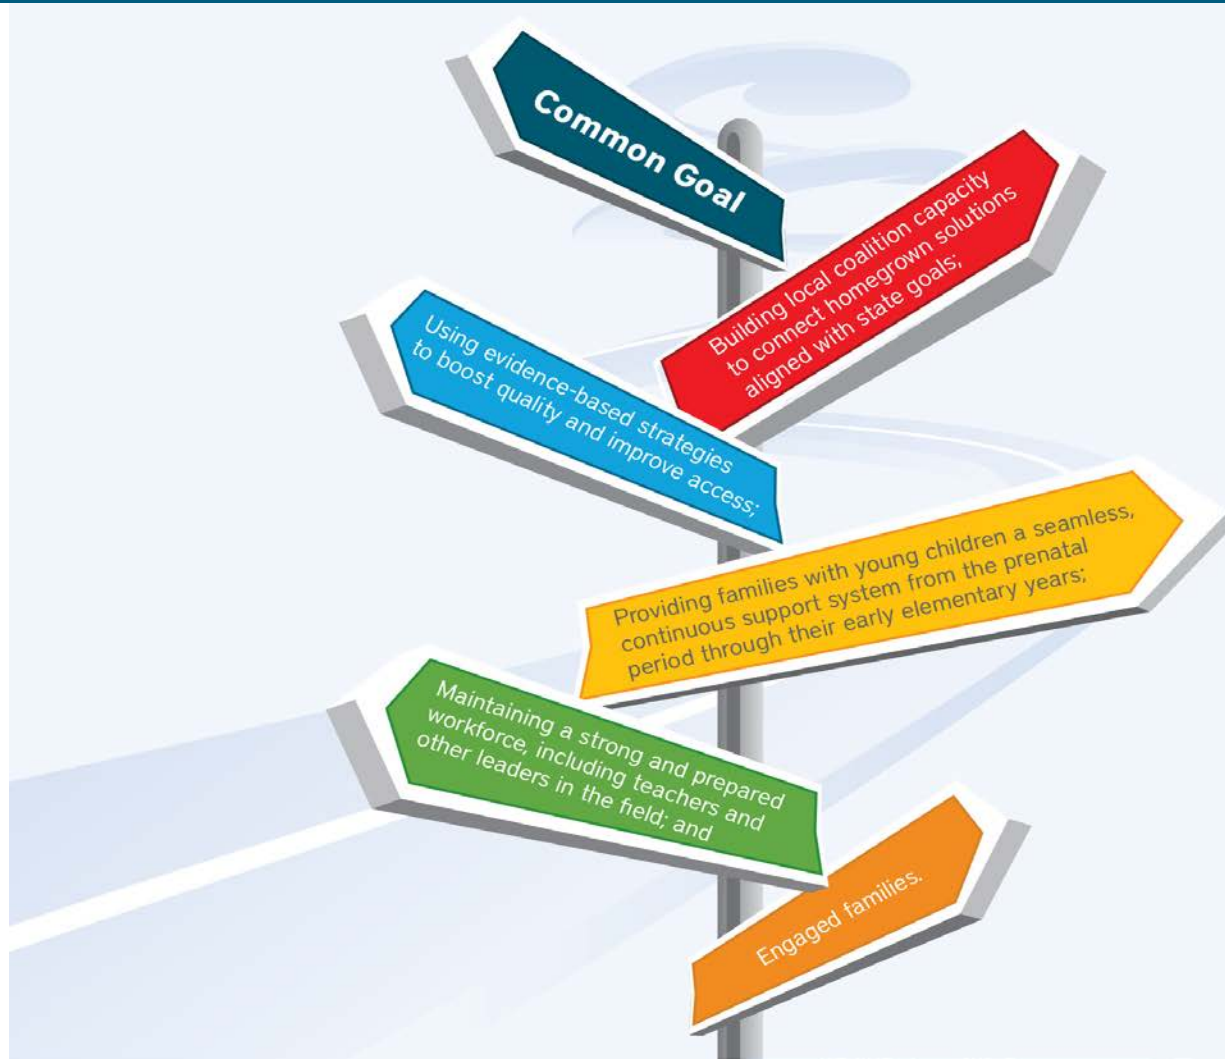 Common Goal
Building local coalition capacity
to connect homegrown solutions
aligned with state goals;
Using evidence-based strategies
to boost quality and improve access;
Providing families with young children a seamless,
continuous support system from the prenatal
period through their early elementary years;
Maintaining a strong and prepared
workforce, including teachers and
other leaders in the field; and
Engaged families.